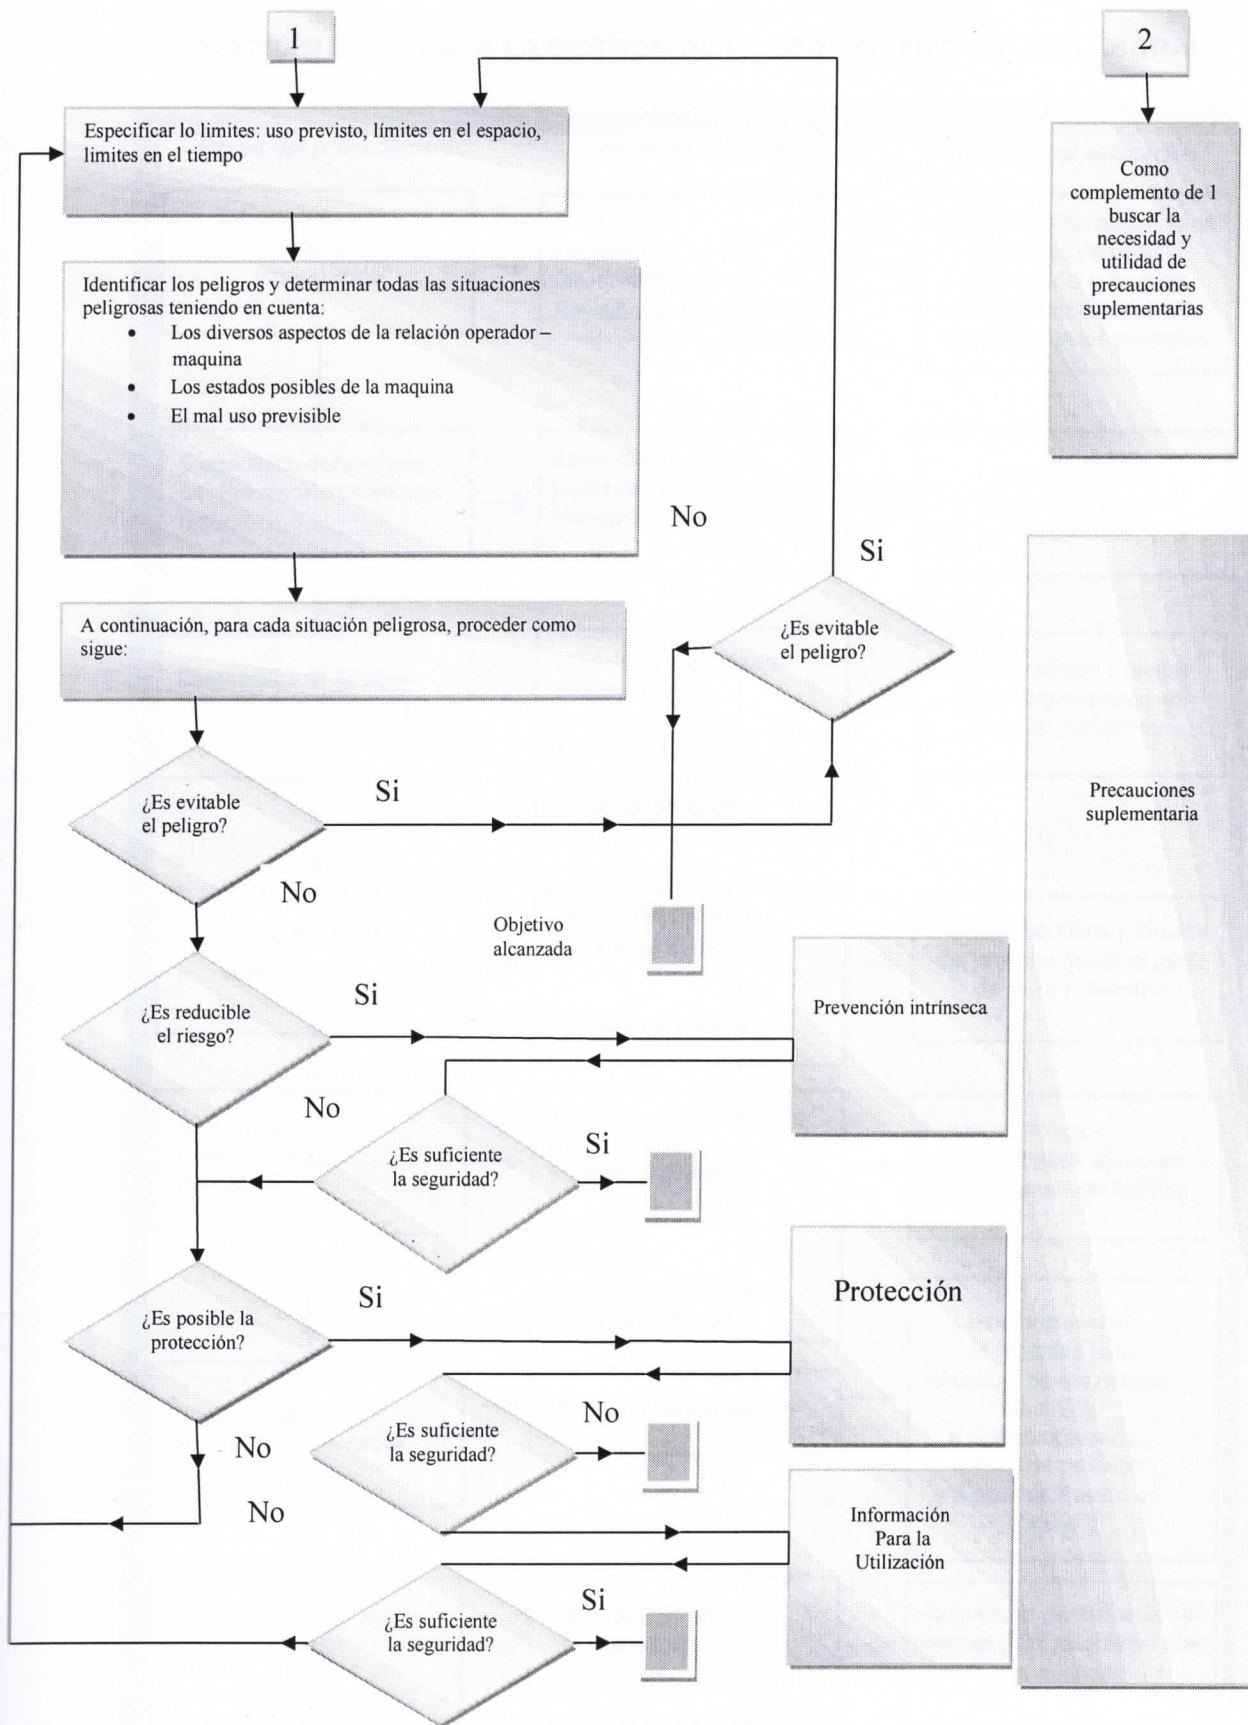 1
2
Especificar lo limites: uso previsto, límites en el espacio,
limites en el tiempo
Como
complemento de 1
buscar la
necesidad y
utilidad de
precauciones
suplementarias
Identificar los peligros y determinar todas las situaciones
peligrosas teniendo en cuenta:
• Los diversos aspectos de la relación operador –
maquina
• Los estados posibles de la maquina
• El mal uso previsible
No
Si
A continuación, para cada situación peligrosa, proceder como
sigue:
¿Es evitable
el peligro?
Precauciones
suplementaria
¿Es evitable
el peligro?
Si
No
Objetivo
alcanzada
¿Es reducible
el riesgo?
Si
Prevención intrínseca
No
¿Es suficiente
la seguridad?
Si
¿Es posible la
protección?
Si
Protección
No
¿Es suficiente
la seguridad?
No
No
Información
Para la
Utilización
¿Es suficiente
la seguridad?
Si